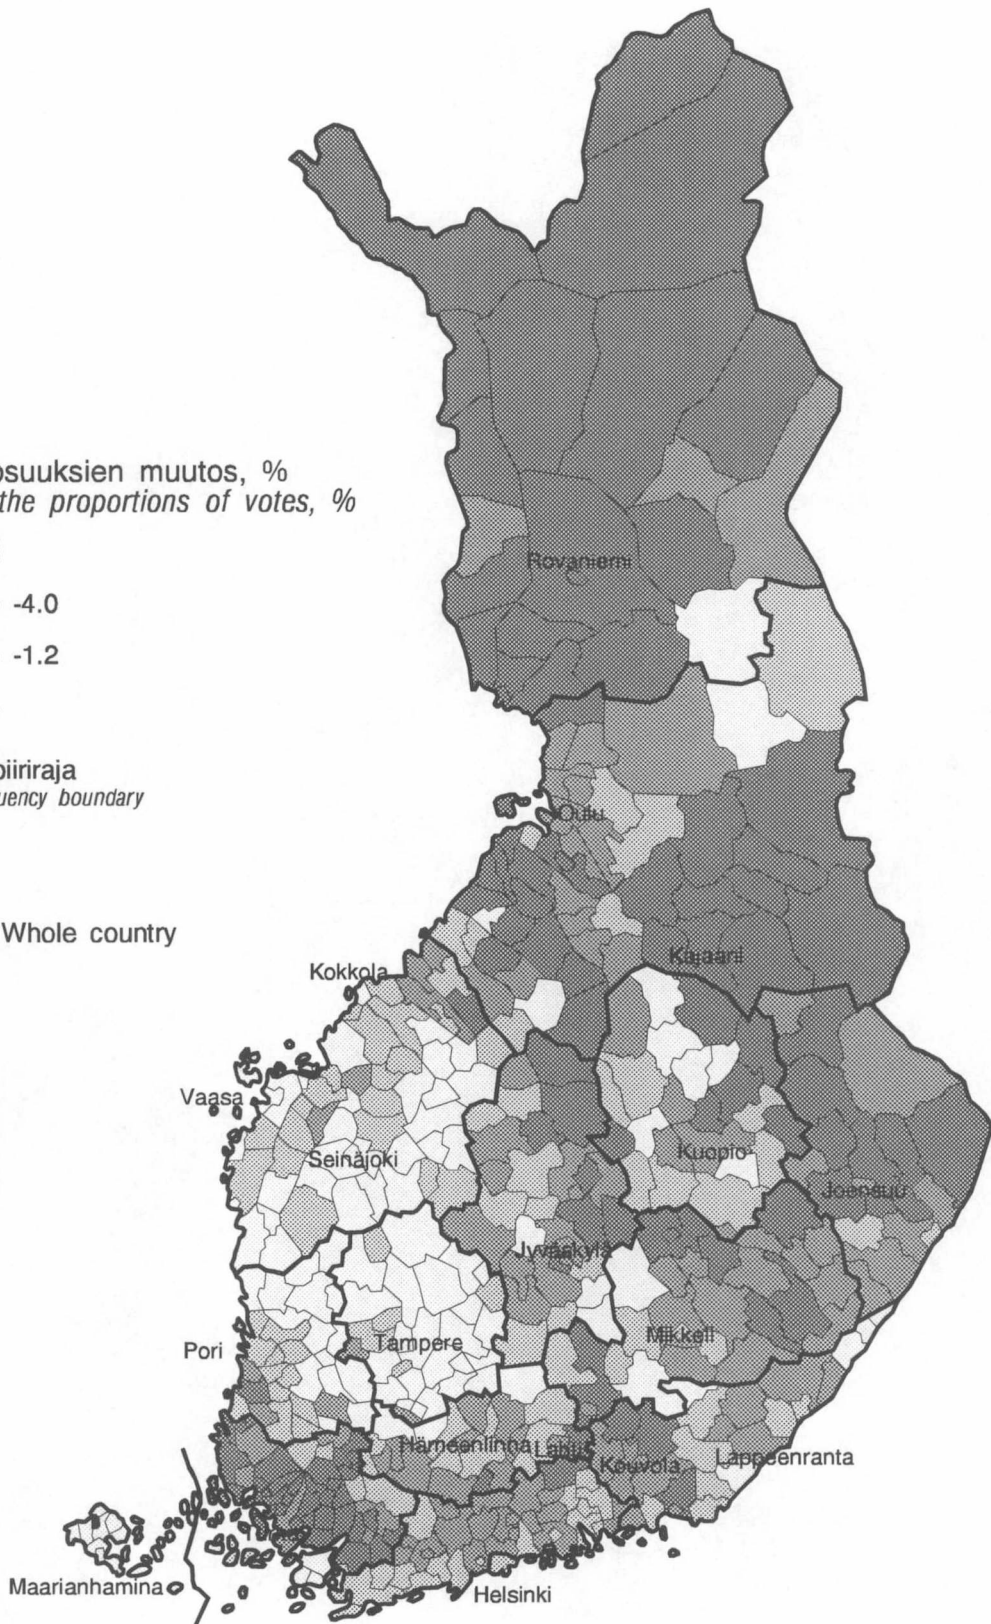 osuuksien muutos, %
the proportions of votes, %
-4.0
-1.2
piiriraja
uency boundary
Whole country
Rovaniemi
Oulu
Kajaani
Kokkola
Vaasa
Seinäjoki
Kuopio
Joensuu
Jyväskylä
Pori
Tampere
Mikkeli
Hämeenlinna
Lahti
Kouvola
Lappeenranta
Maarianhamina
Helsinki